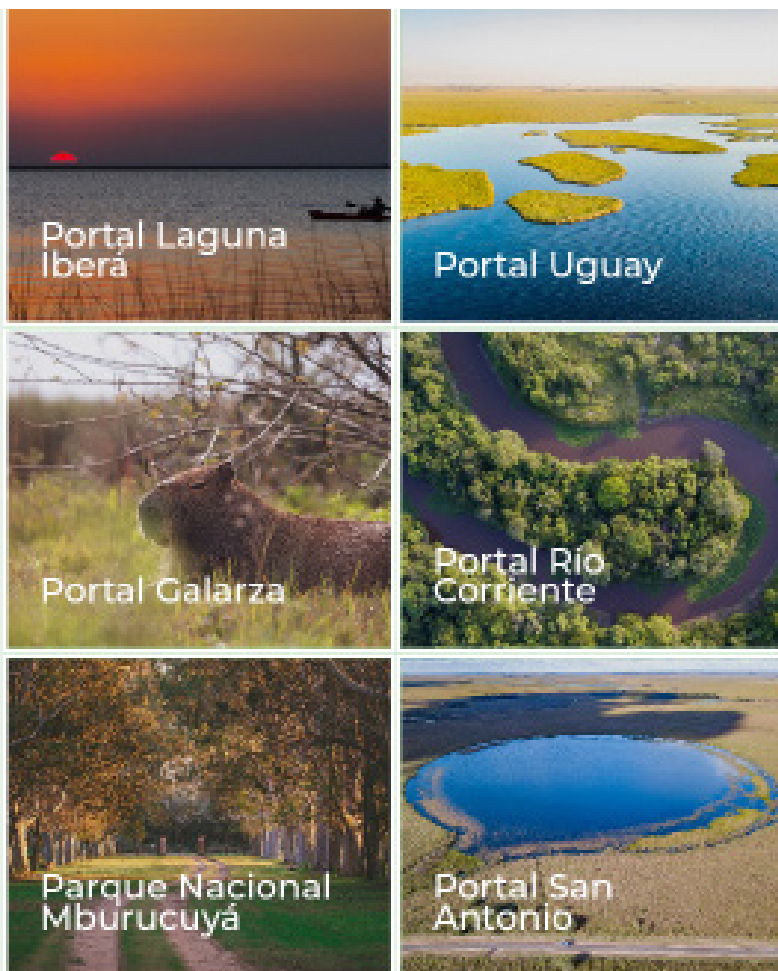 Portal Laguna
Iberá
Portal Uguay
Portal Galarza
Portal Río
Corriente
Parque Nacional
Mburucuyá
Portal San
Antonio